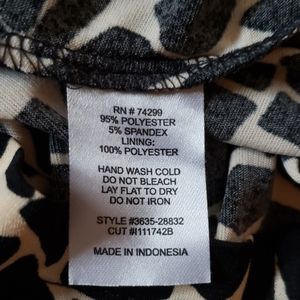 RN # 74299
95% POLYESTER
5% SPANDEX
LINING:
100% POLYESTER
HAND WASH COLD
DO NOT BLEACH
LAY FLAT TO DRY
DO NOT IRON
STYLE #3635-28832
CUT #I111742B
MADE IN INDONESIA